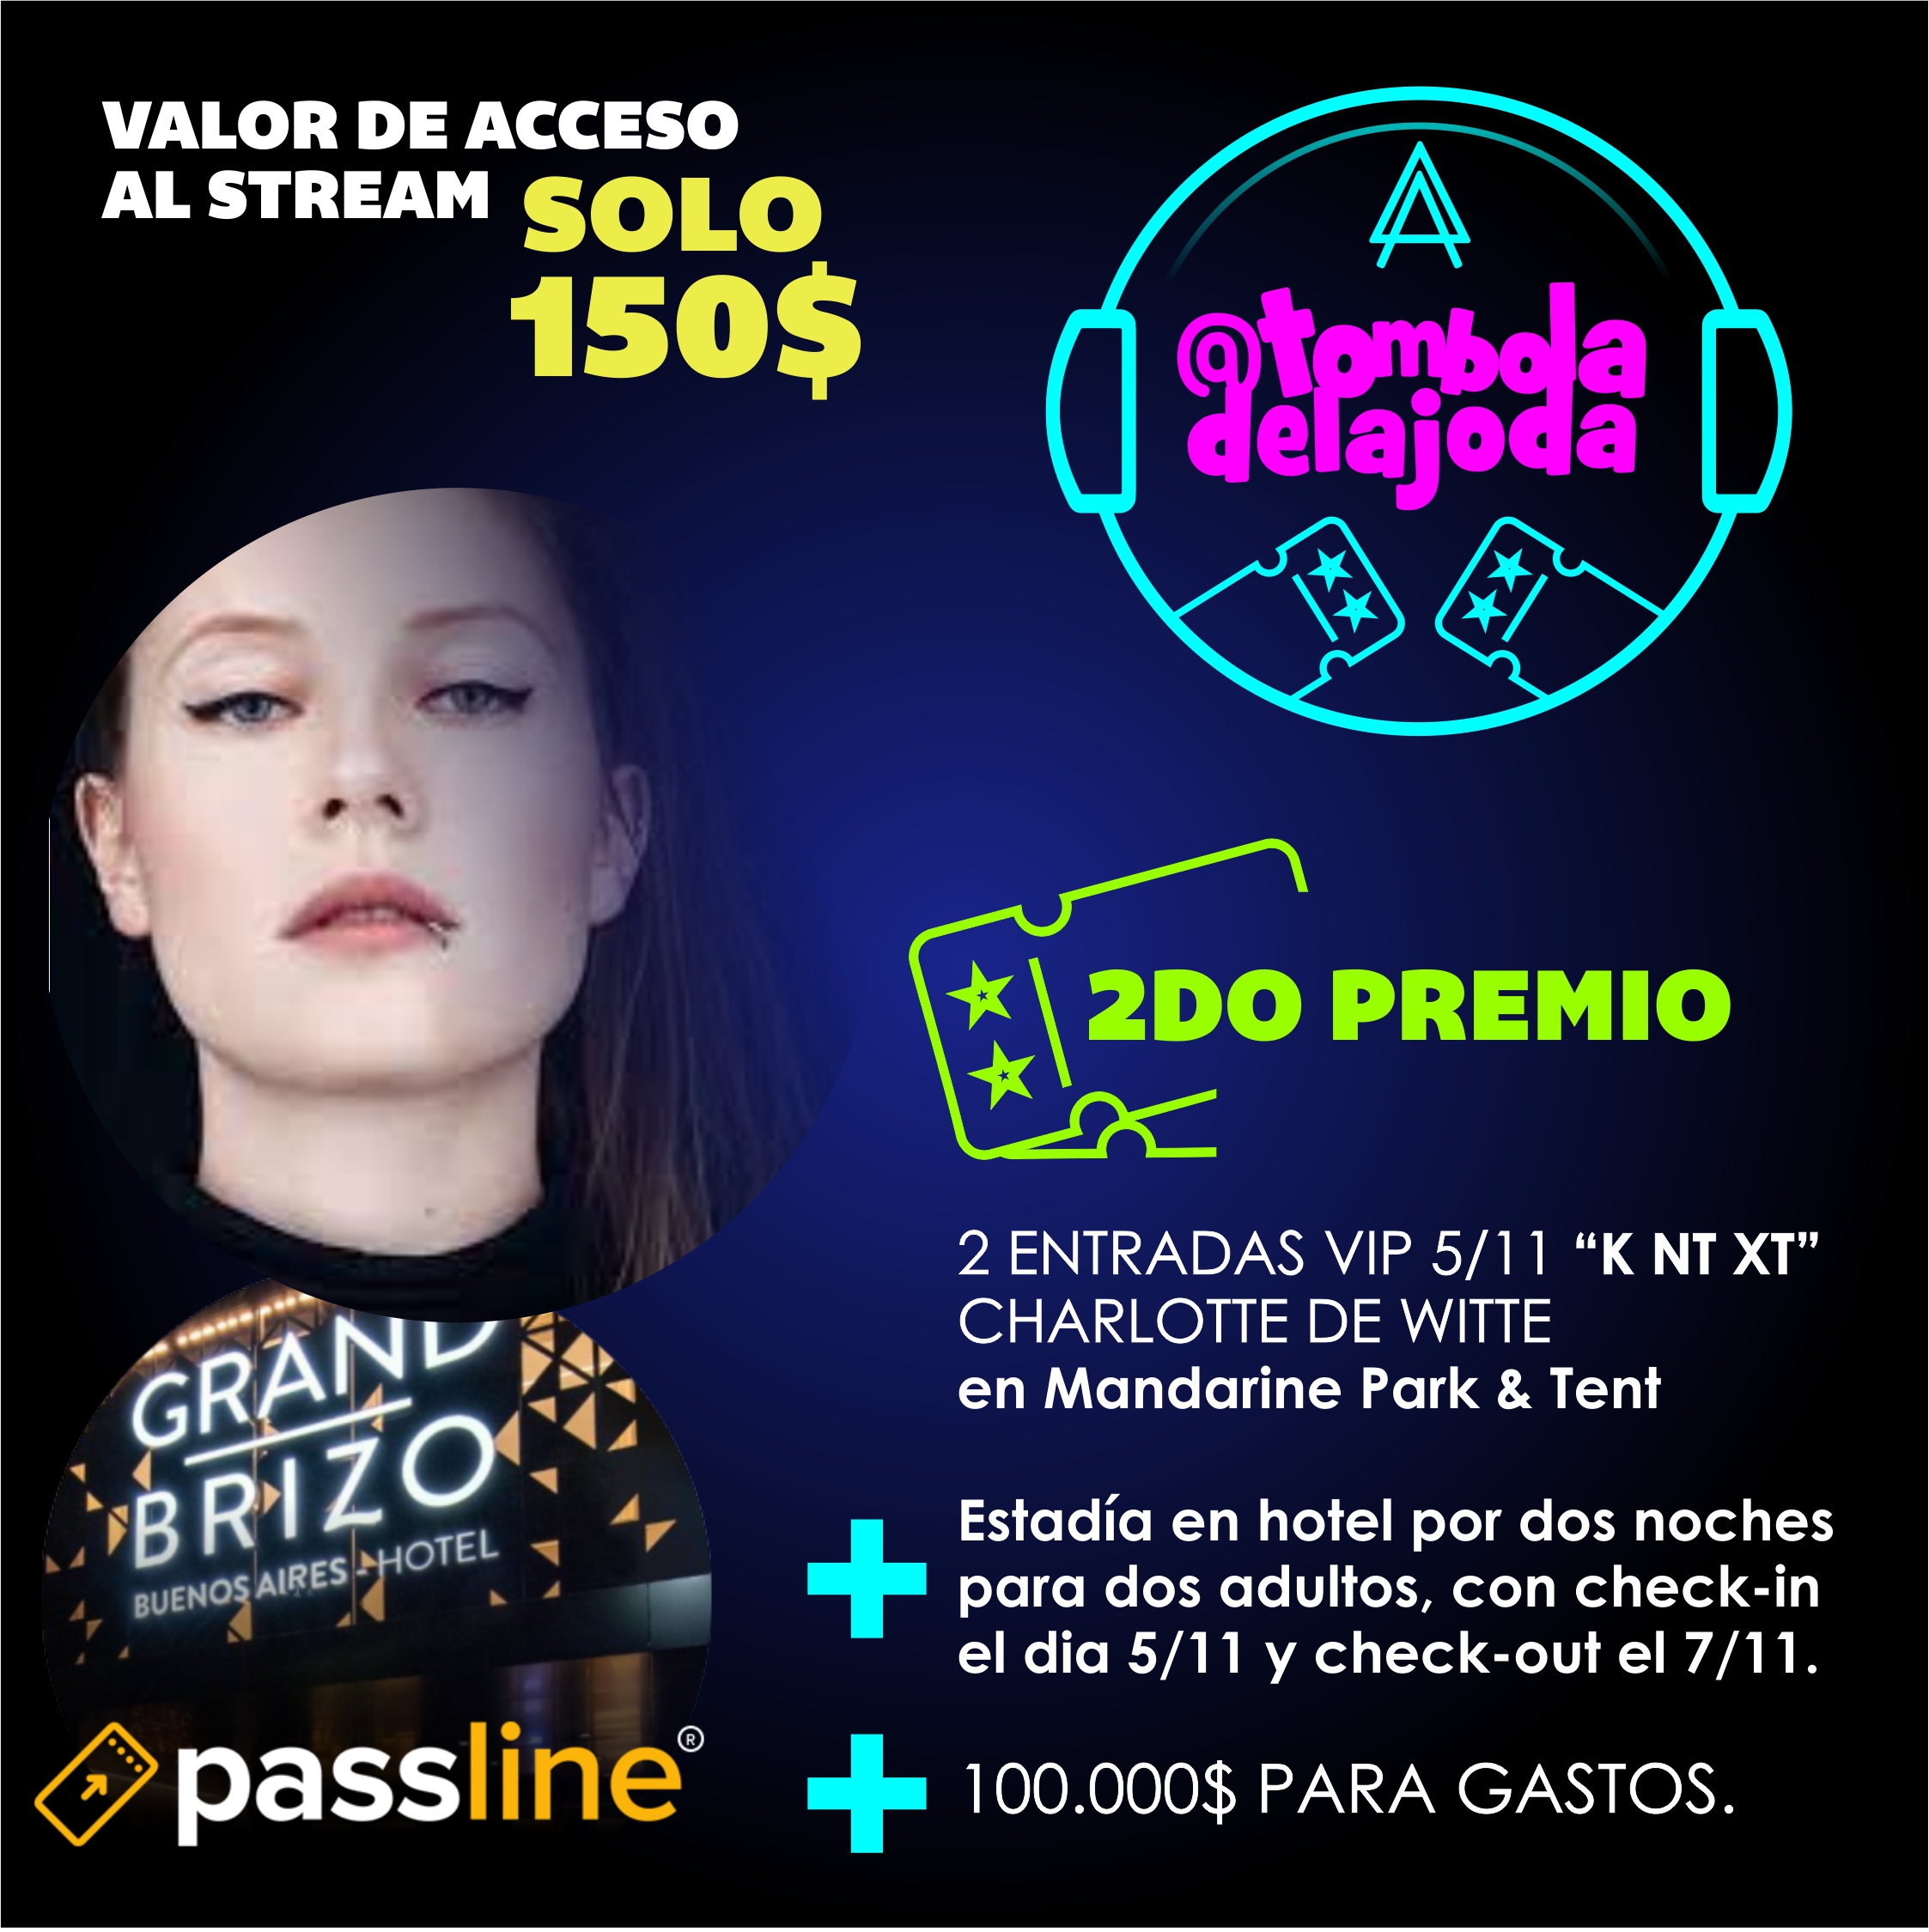 VALOR DE ACCESO
AL STREAM SOLO
150$
@tombola
delajoda
2DO PREMIO
2 ENTRADAS VIP 5/11 “K NT XT”
CHARLOTTE DE WITTE
en Mandarine Park & Tent
GRAND
BRIZO
BUENOS AIRES - HOTEL
Estadía en hotel por dos noches
para dos adultos, con check-in
el dia 5/11 y check-out el 7/11.
passline®
100.000$ PARA GASTOS.